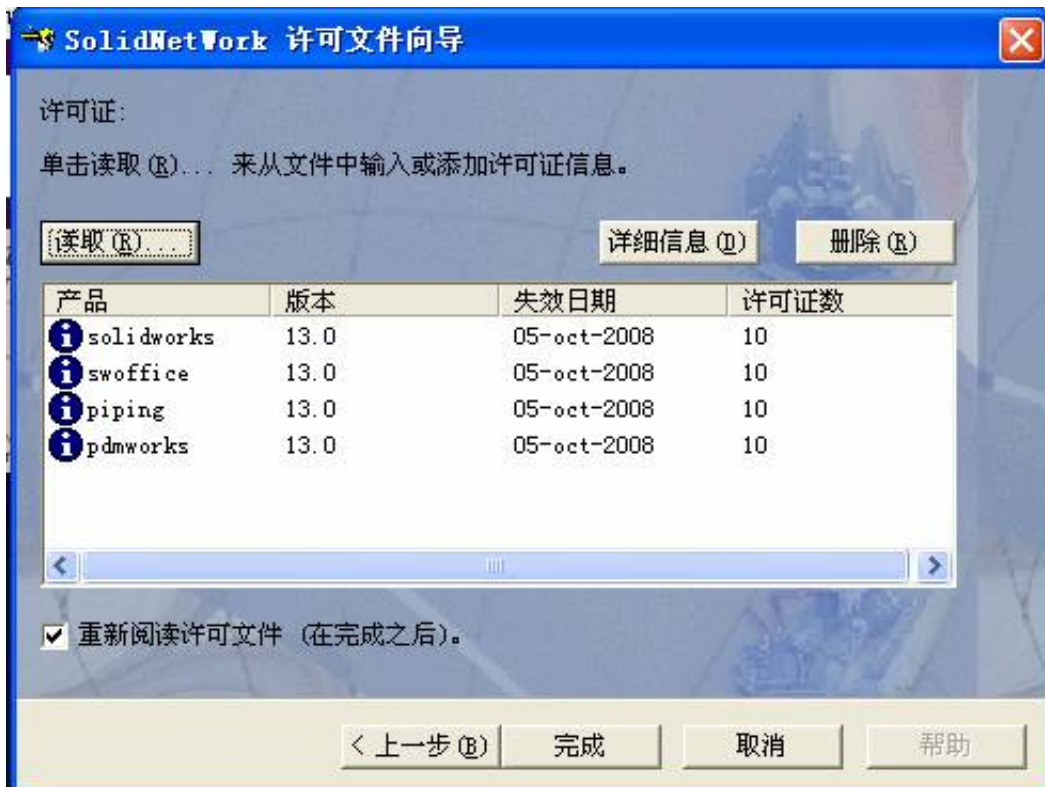 SolidNetWork 许可文件向导
许可证:
单击读取(R)... 来从文件中输入或添加许可证信息。
读取(R)... 详细信息(D) 删除(R)
产品 版本 失效日期 许可证数
solidworks 13.0 05-oct-2008 10
swoffice 13.0 05-oct-2008 10
piping 13.0 05-oct-2008 10
pdmworks 13.0 05-oct-2008 10
重新阅读许可文件 (在完成之后)。
< 上一步(B) 完成 取消 帮助